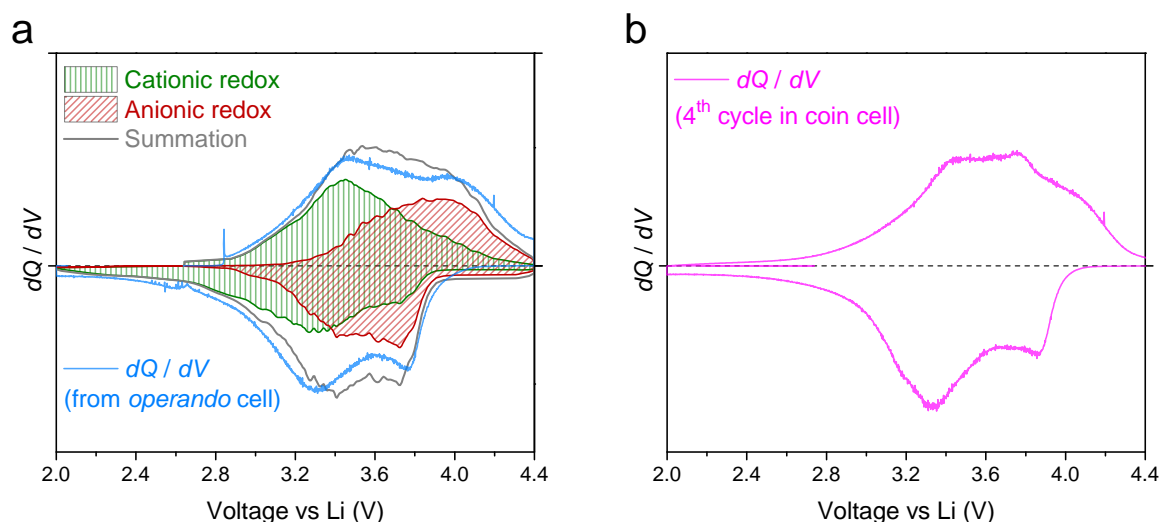 a
Cationic redox
Anionic redox
Summation
dQ / dV
dQ / dV
(from operando cell)
2.0 2.4 2.8 3.2 3.6 4.0 4.4
Voltage vs Li (V)
b
dQ / dV
(4th cycle in coin cell)
dQ / dV
2.0 2.4 2.8 3.2 3.6 4.0 4.4
Voltage vs Li (V)